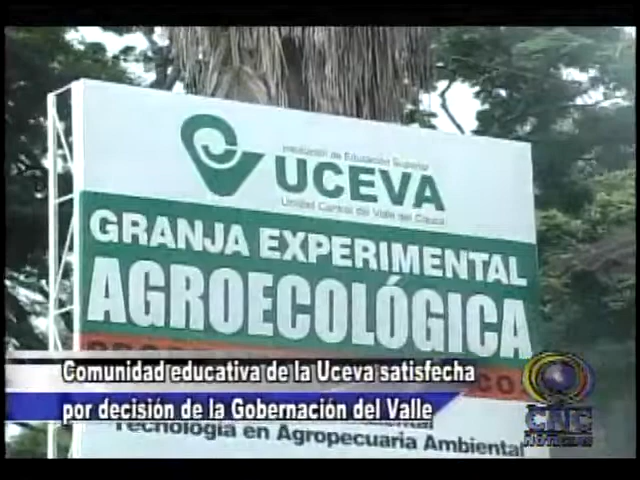 Institución de Educación Superior
UCEVA
Unidad Central del Valle del Cauca
GRANJA EXPERIMENTAL
AGROECOLÓGICA
Comunidad educativa de la Uceva satisfecha
por decisión de la Gobernación del Valle
Tecnología en Agropecuaria Ambiental
CNC
NOTICIAS